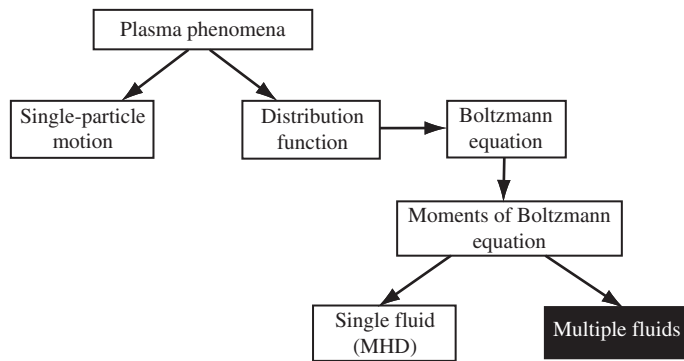 Plasma phenomena
Single-particle
motion
Distribution
function
Boltzmann
equation
Moments of Boltzmann
equation
Single fluid
(MHD)
Multiple fluids